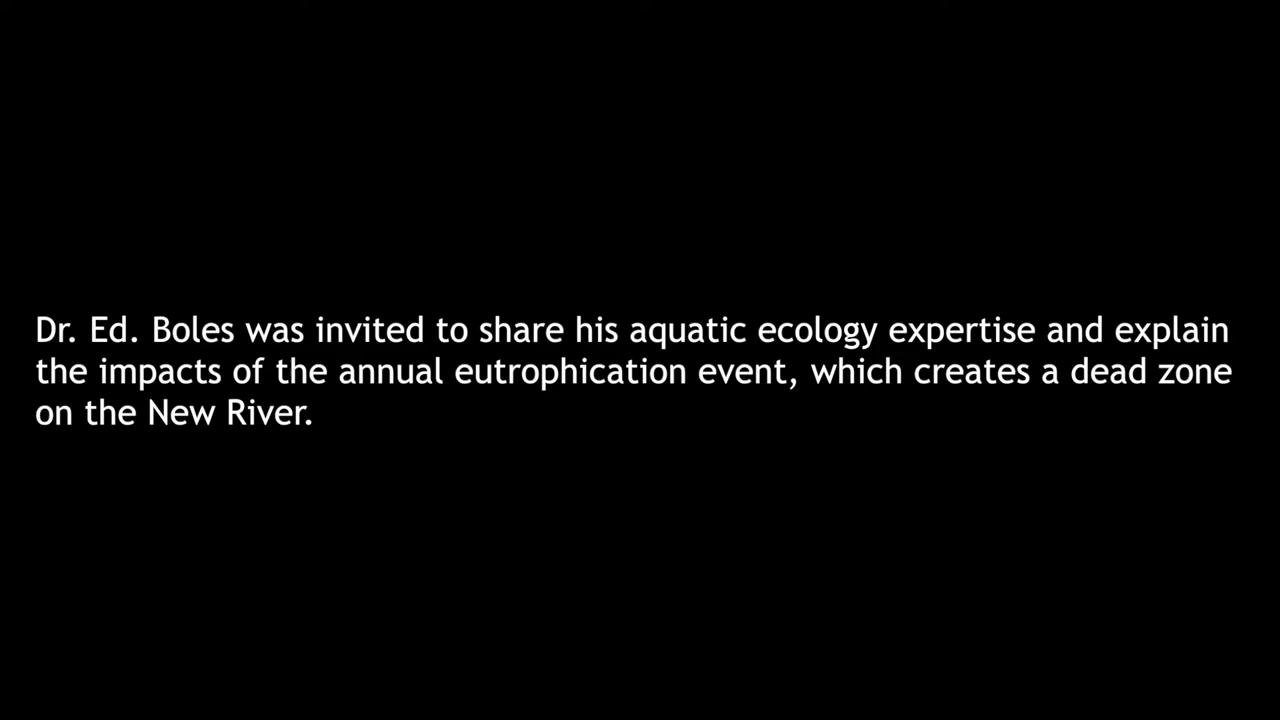 Dr. Ed. Boles was invited to share his aquatic ecology expertise and explain
the impacts of the annual eutrophication event, which creates a dead zone
on the New River.